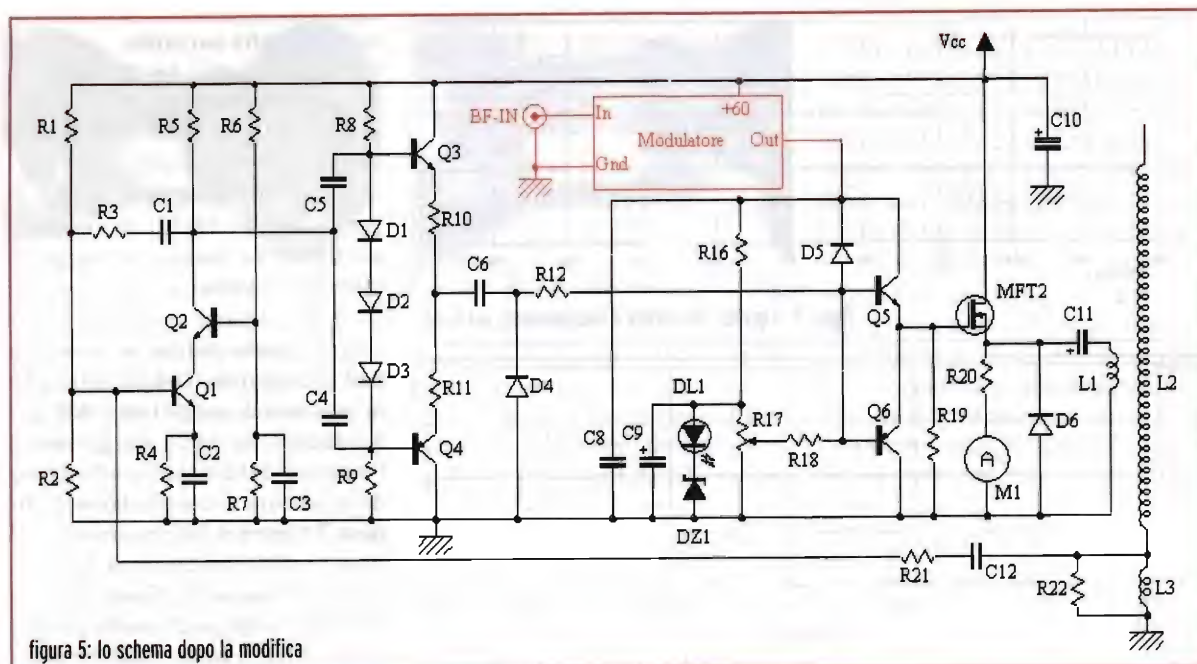 Vcc
+60
BF-IN
In
Modulatore
Out
Gnd
C10
R1
R5
R6
R8
Q3
R3
C1
C5
R10
D1
C6
R12
R16
D5
Q5
MFT2
C11
Q2
D2
Q1
D3
R11
D4
DL1
R17
R20
L1
L2
R2
R4
C2
R7
C3
C4
R9
Q4
C8
C9
R18
Q6
R19
A
M1
D6
DZ1
R21
C12
R22
L3
figura 5: lo schema dopo la modifica